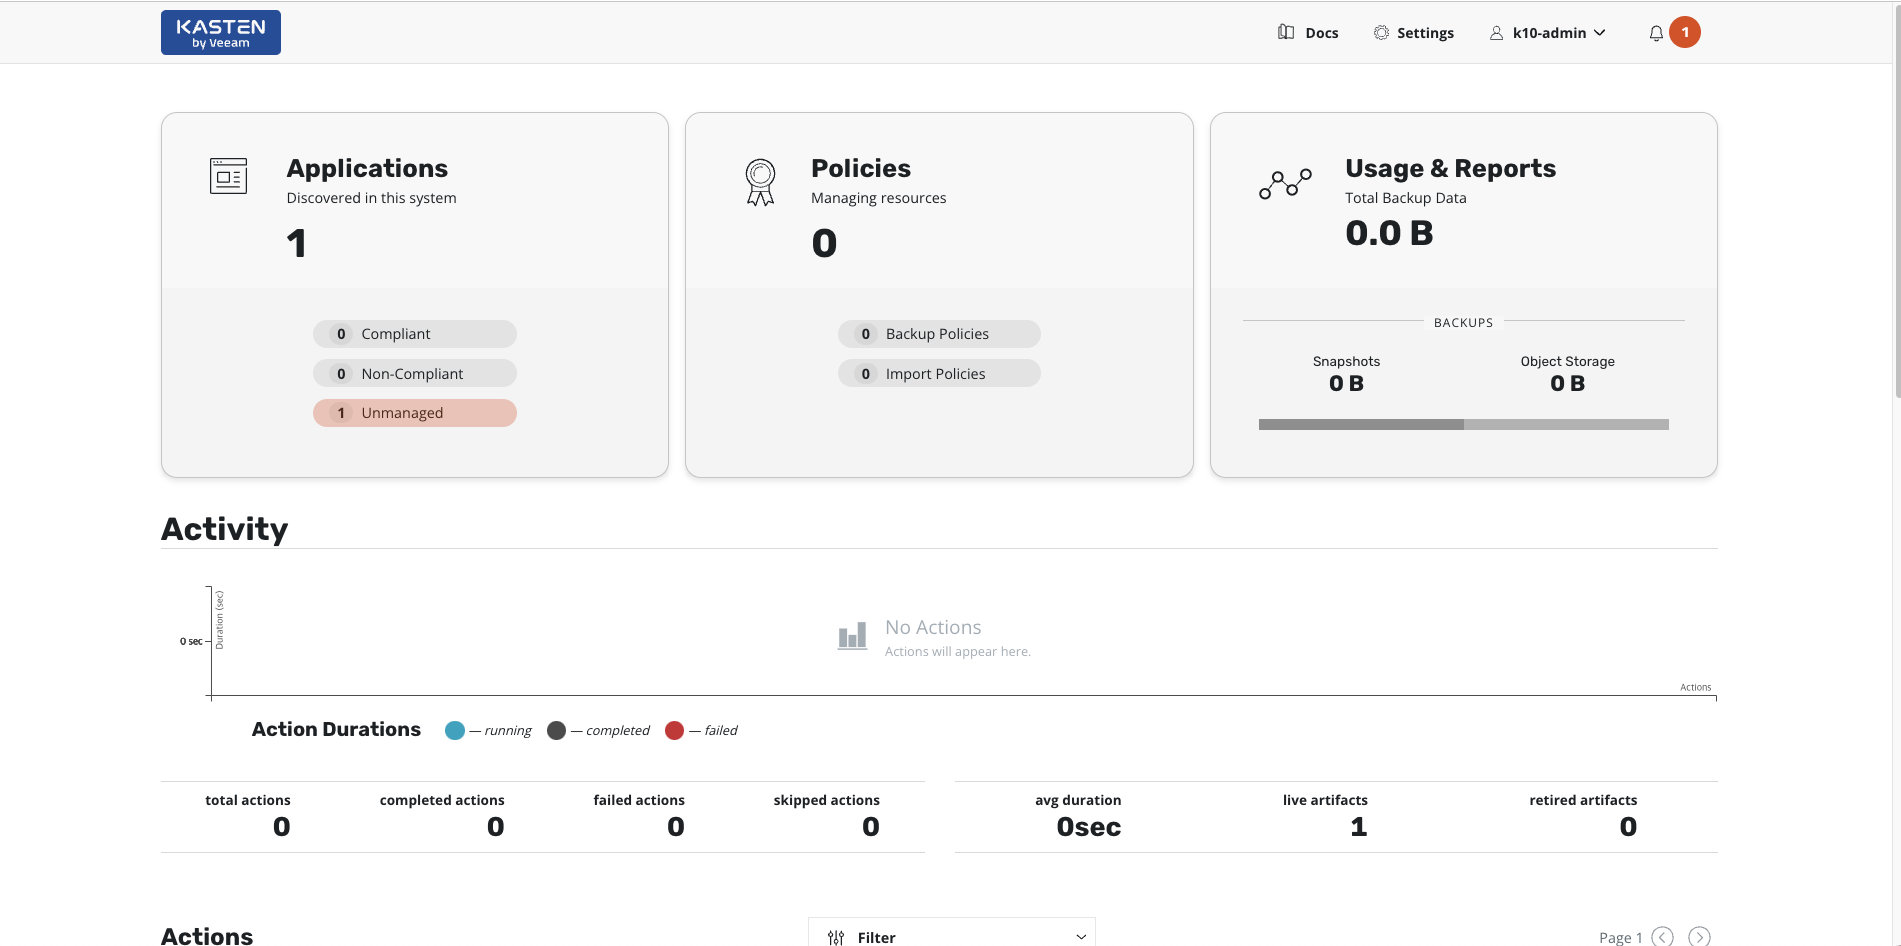 KASTEN
by Veeam
Docs
Settings
k10-admin
1
Applications
Discovered in this system
1
0 Compliant
0 Non-Compliant
1 Unmanaged
Policies
Managing resources
0
0 Backup Policies
0 Import Policies
Usage & Reports
Total Backup Data
0.0 B
BACKUPS
Snapshots
0 B
Object Storage
0 B
Activity
Duration (sec)
0 sec
No Actions
Actions will appear here.
Actions
Action Durations
— running
— completed
— failed
total actions
0
completed actions
0
failed actions
0
skipped actions
0
avg duration
0sec
live artifacts
1
retired artifacts
0
Actions
Filter
Page 1